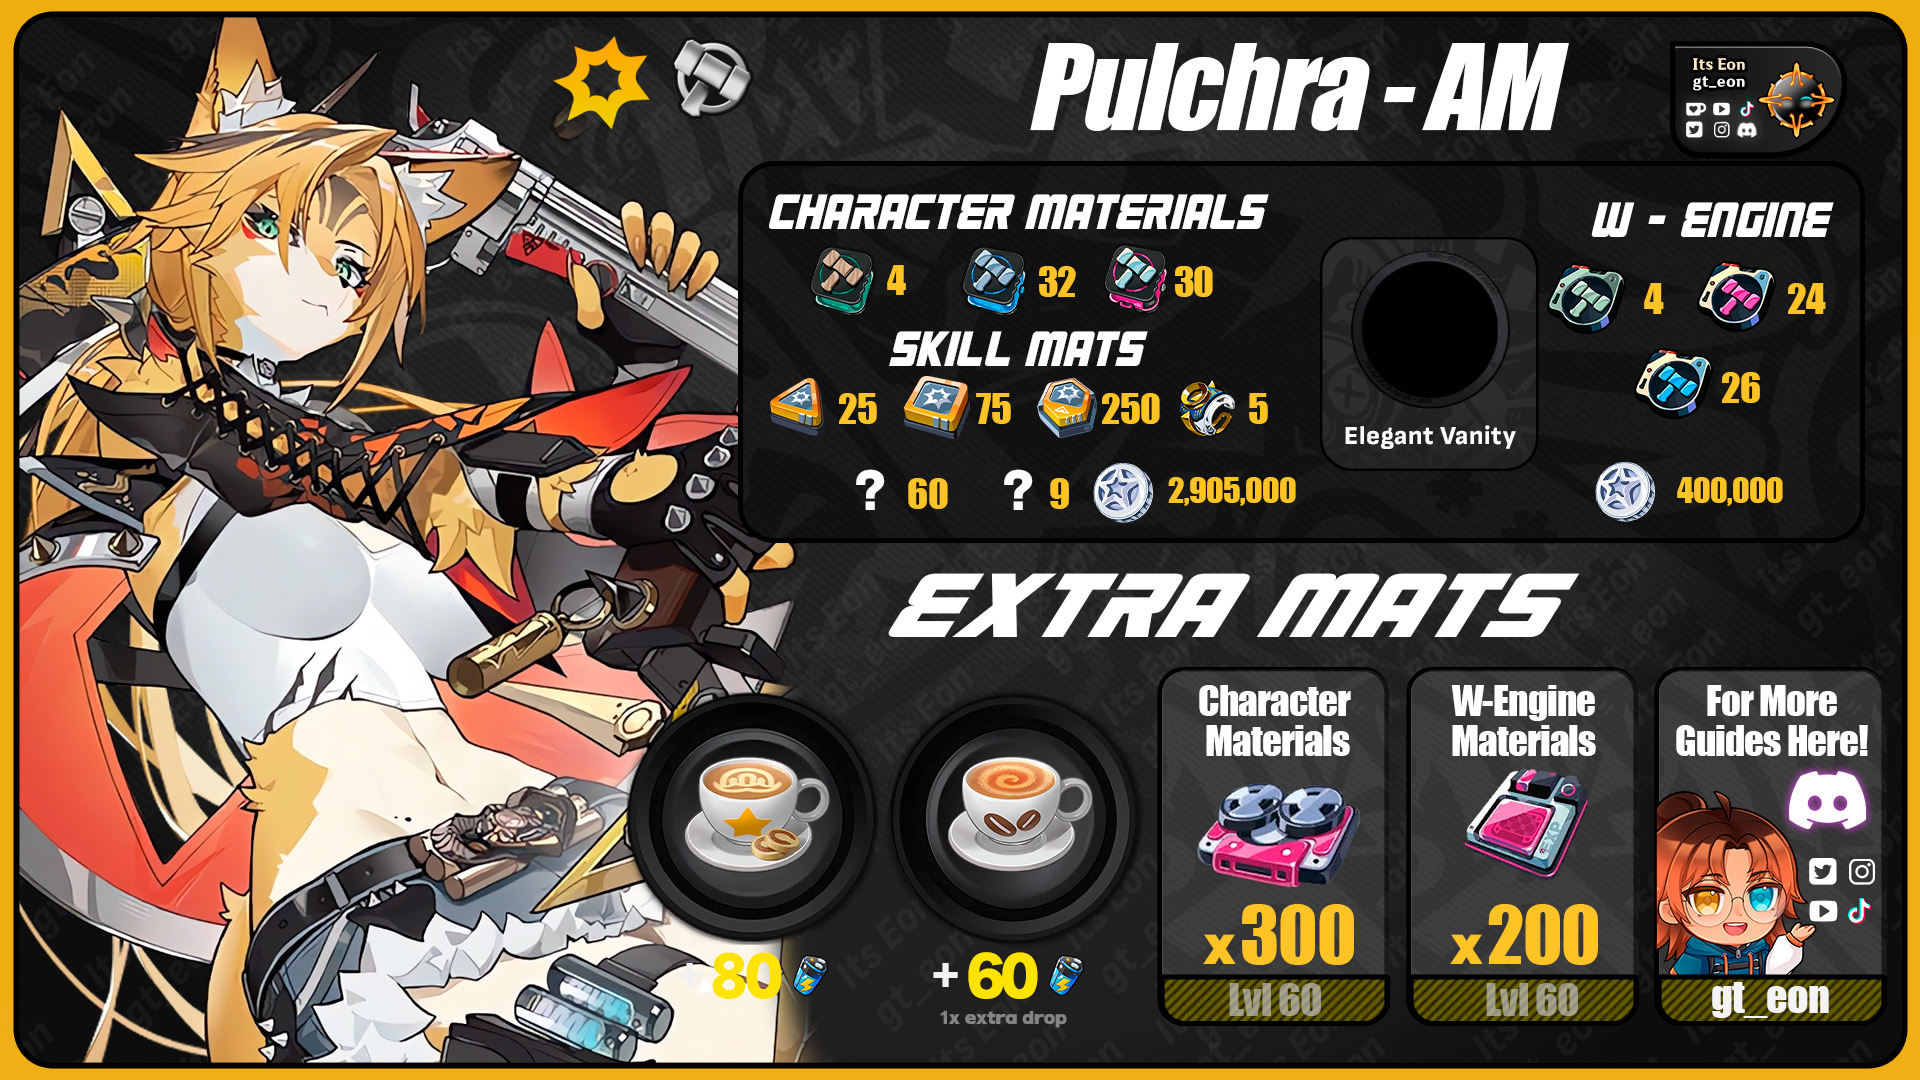 Pulchra - AM
Its Eon
gt_eon
CHARACTER MATERIALS
4
32
30
SKILL MATS
25
75
250
5
? 60
? 9
2,905,000
Elegant Vanity
W - ENGINE
4
24
26
400,000
EXTRA MATS
+ 80
+ 60
1x extra drop
Character
Materials
x300
Lvl 60
W-Engine
Materials
x200
Lvl 60
For More
Guides Here!
gt_eon